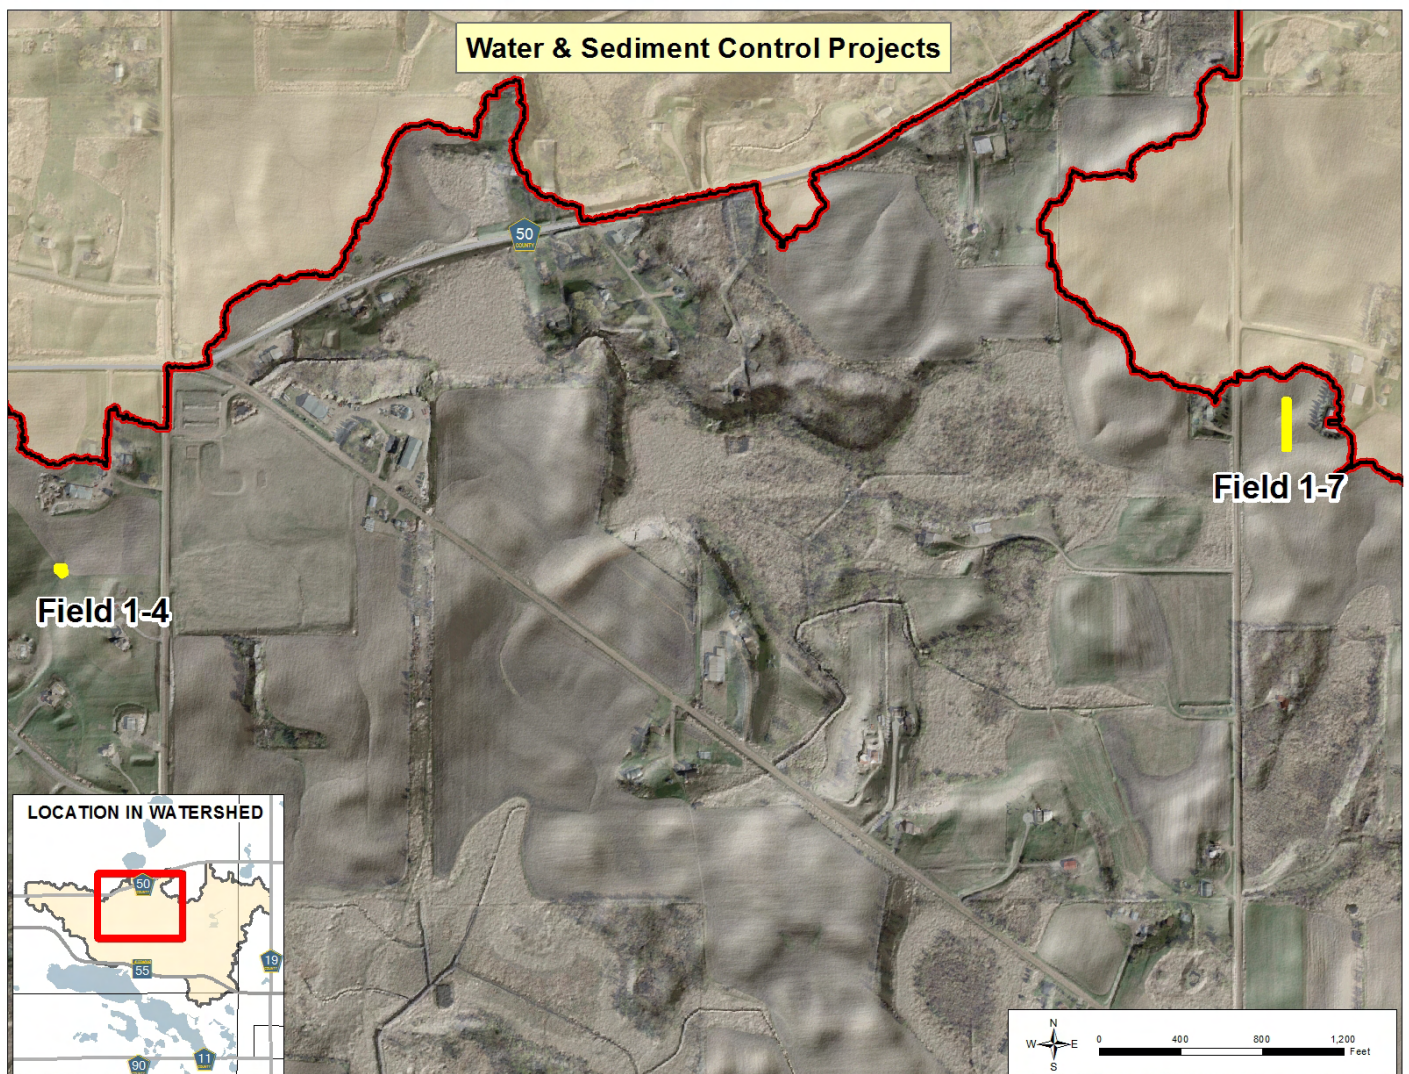 Water & Sediment Control Projects
50
COUNTY
Field 1-7
Field 1-4
LOCATION IN WATERSHED
50
55
19
90
11
N
W E
S
0 400 800 1,200
Feet